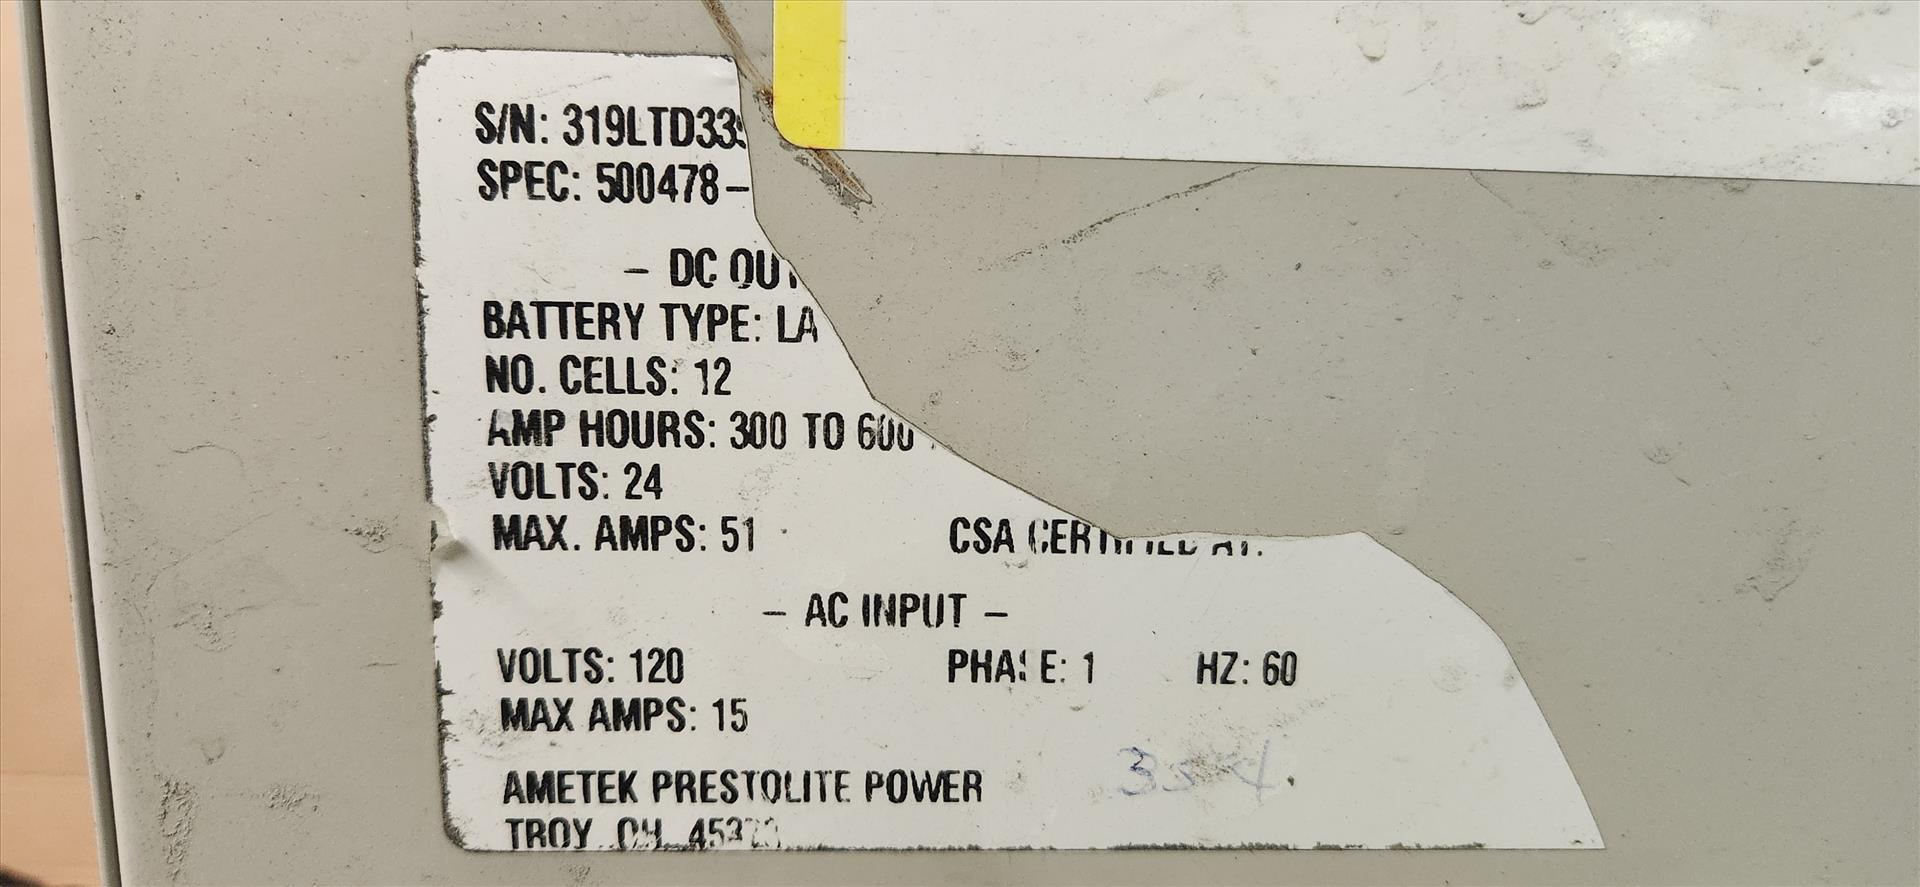 S/N: 319LTD33
SPEC: 500478-
- DC OU
BATTERY TYPE: LA
NO. CELLS: 12
AMP HOURS: 300 TO 600
VOLTS: 24
MAX. AMPS: 51 CSA CERTIFIED AT:
- AC INPUT -
VOLTS: 120 PHASE: 1 HZ: 60
MAX AMPS: 15
AMETEK PRESTOLITE POWER
TROY, OH